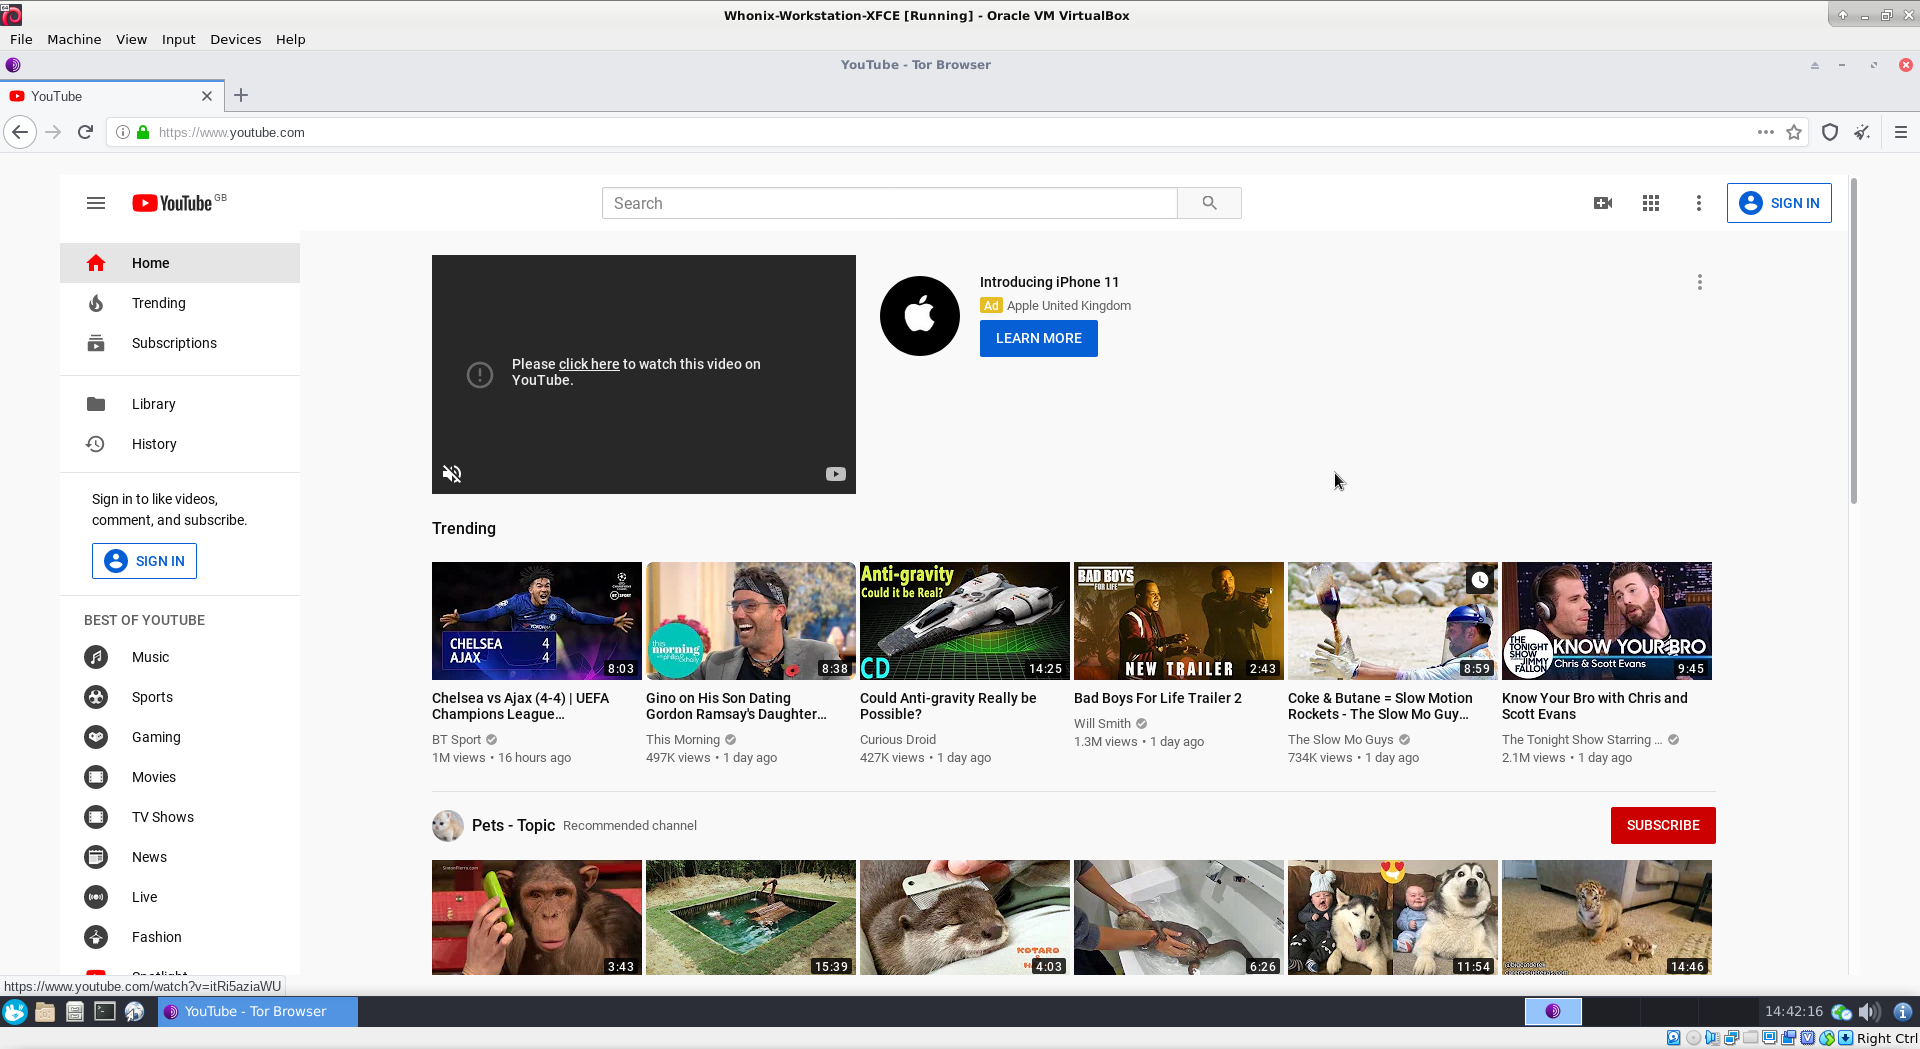 Whonix-Workstation-XFCE [Running] - Oracle VM VirtualBox
File Machine View Input Devices Help
YouTube - Tor Browser
YouTube
https://www.youtube.com
YouTube GB
Search
SIGN IN
Home
Trending
Subscriptions
Library
History
Sign in to like videos,
comment, and subscribe.
SIGN IN
BEST OF YOUTUBE
Music
Sports
Gaming
Movies
TV Shows
News
Live
Fashion
Spotlight
Please click here to watch this video on
YouTube.
Introducing iPhone 11
Ad Apple United Kingdom
LEARN MORE
Trending
CHELSEA 4
AJAX 4
8:03
Chelsea vs Ajax (4-4) | UEFA
Champions League…
BT Sport
1M views • 16 hours ago
this
morning
8:38
Gino on His Son Dating
Gordon Ramsay's Daughter…
This Morning
497K views • 1 day ago
Anti-gravity
Could it be Real?
CD
14:25
Could Anti-gravity Really be
Possible?
Curious Droid
427K views • 1 day ago
BAD BOYS
FOR LIFE
NEW TRAILER
2:43
Bad Boys For Life Trailer 2
Will Smith
1.3M views • 1 day ago
8:59
Coke & Butane = Slow Motion
Rockets - The Slow Mo Guy…
The Slow Mo Guys
734K views • 1 day ago
THE
TONIGHT
SHOW
JIMMY
FALLON
KNOW YOUR BRO
Chris & Scott Evans
9:45
Know Your Bro with Chris and
Scott Evans
The Tonight Show Starring …
2.1M views • 1 day ago
Pets - Topic Recommended channel
SUBSCRIBE
3:43
15:39
KOTARO
4:03
6:26
11:54
14:46
https://www.youtube.com/watch?v=itRi5aziaWU
YouTube - Tor Browser
14:42:16
Right Ctrl